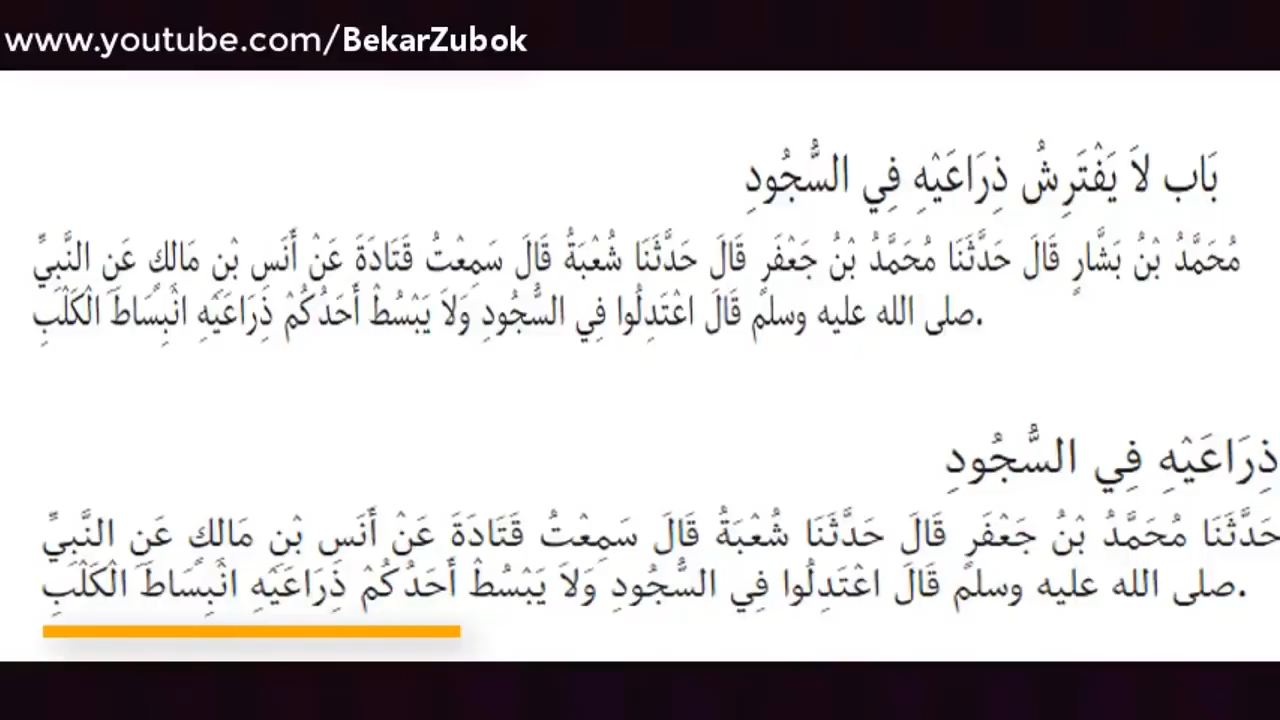 www.youtube.com/BekarZubok
بَاب لاَ يَفْتَرِشُ ذِرَاعَيْهِ فِي السُّجُودِ
مُحَمَّدُ بْنُ بَشَّارٍ قَالَ حَدَّثَنَا مُحَمَّدُ بْنُ جَعْفَرٍ قَالَ حَدَّثَنَا شُعْبَةُ قَالَ سَمِعْتُ قَتَادَةَ عَنْ أَنَسِ بْنِ مَالِكٍ عَنِ النَّبِيِّ
صلى الله عليه وسلم قَالَ اعْتَدِلُوا فِي السُّجُودِ وَلاَ يَبْسُطْ أَحَدُكُمْ ذِرَاعَيْهِ انْبِسَاطَ الْكَلْبِ.
ذِرَاعَيْهِ فِي السُّجُودِ
حَدَّثَنَا مُحَمَّدُ بْنُ جَعْفَرٍ قَالَ حَدَّثَنَا شُعْبَةُ قَالَ سَمِعْتُ قَتَادَةَ عَنْ أَنَسِ بْنِ مَالِكٍ عَنِ النَّبِيِّ
صلى الله عليه وسلم قَالَ اعْتَدِلُوا فِي السُّجُودِ وَلاَ يَبْسُطْ أَحَدُكُمْ ذِرَاعَيْهِ انْبِسَاطَ الْكَلْبِ.